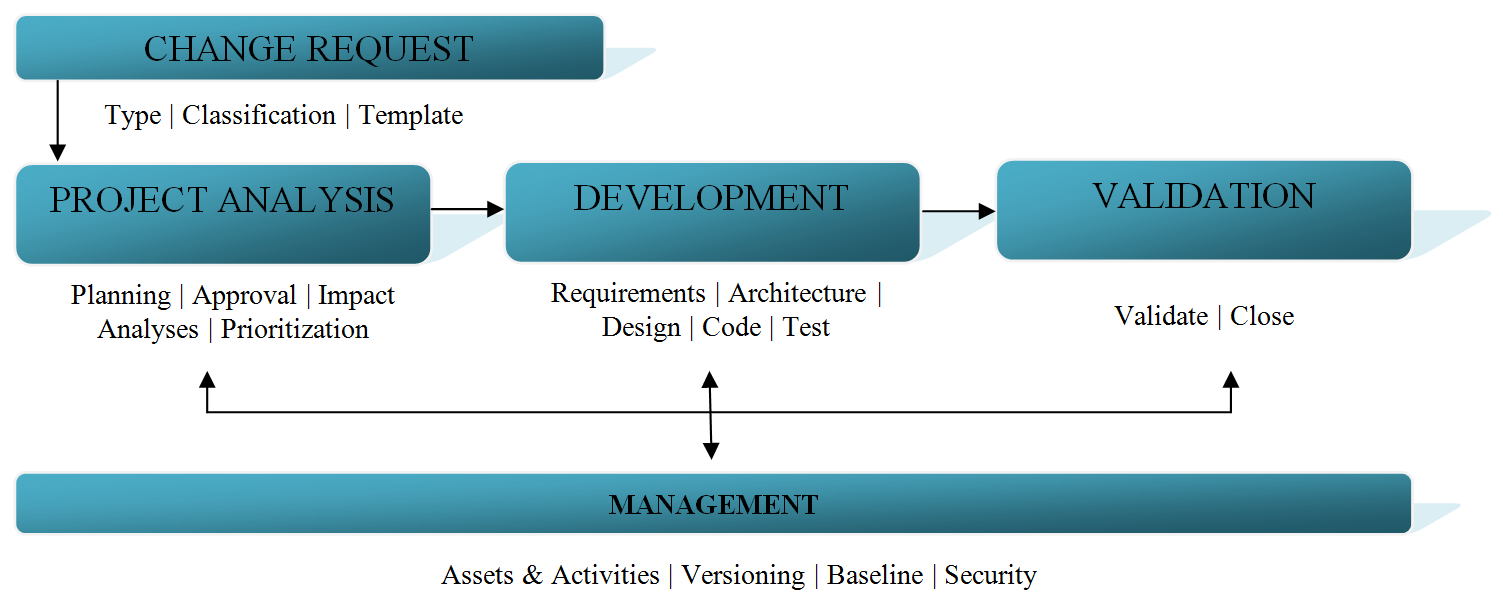 CHANGE REQUEST
Type | Classification | Template
PROJECT ANALYSIS
DEVELOPMENT
VALIDATION
Planning | Approval | Impact
Analyses | Prioritization
Requirements | Architecture |
Design | Code | Test
Validate | Close
MANAGEMENT
Assets & Activities | Versioning | Baseline | Security